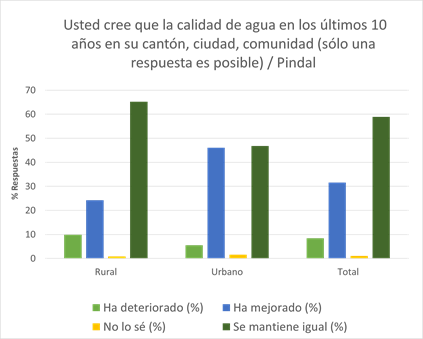 Usted cree que la calidad de agua en los últimos 10
años en su cantón, ciudad, comunidad (sólo una
respuesta es posible) / Pindal
70
60
50
40
30
20
10
0
% Respuestas
Rural
Urbano
Total
Ha deteriorado (%)
Ha mejorado (%)
No lo sé (%)
Se mantiene igual (%)